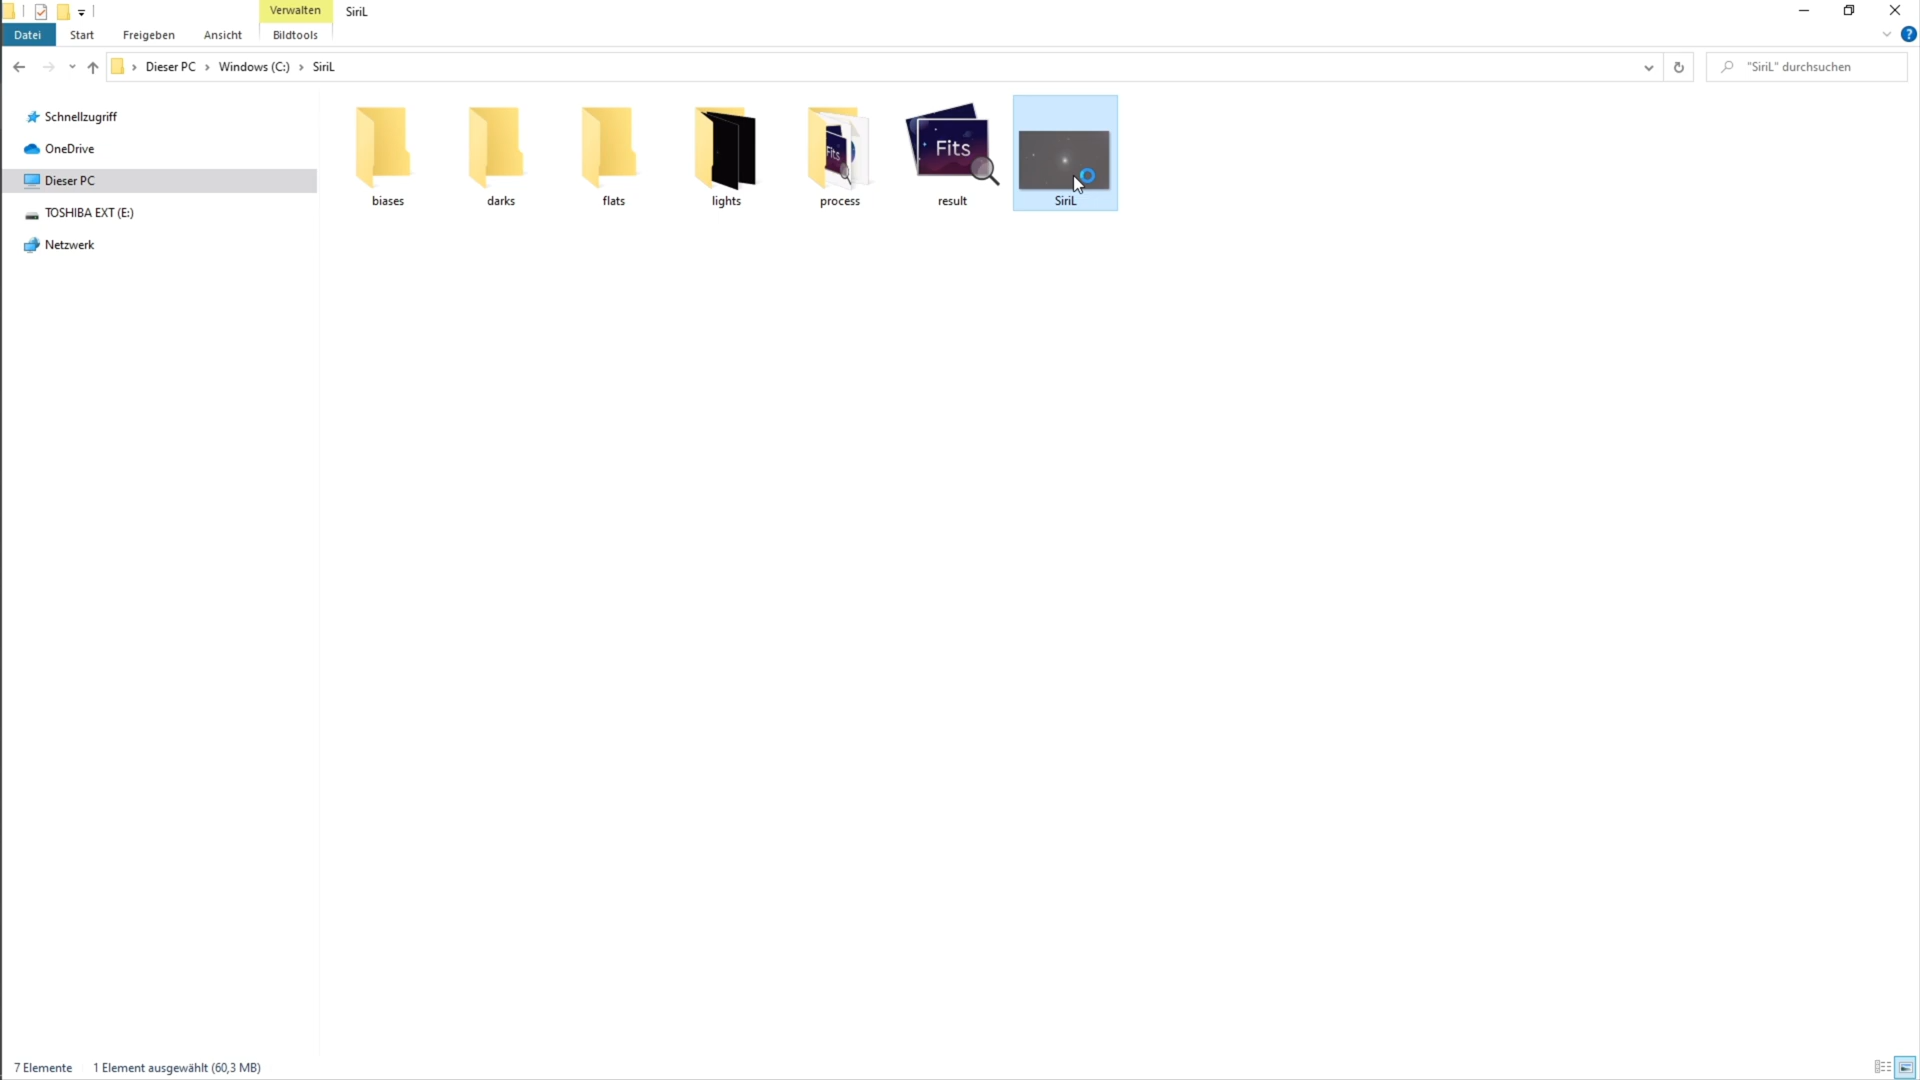 Verwalten
SiriL
Datei
Start
Freigeben
Ansicht
Bildtools
Dieser PC
Windows (C:)
SiriL
"SiriL" durchsuchen
Schnellzugriff
OneDrive
Dieser PC
TOSHIBA EXT (E:)
Netzwerk
Fits
Fits
biases
darks
flats
lights
process
result
SiriL
7 Elemente
1 Element ausgewählt (60,3 MB)